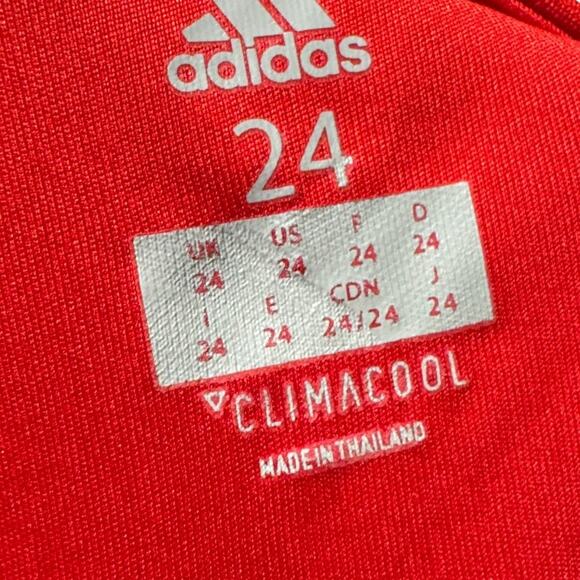 adidas
24
UK US F D
24 24 24 24
I E CDN J
24 24 24/24 24
CLIMACOOL
MADE IN THAILAND